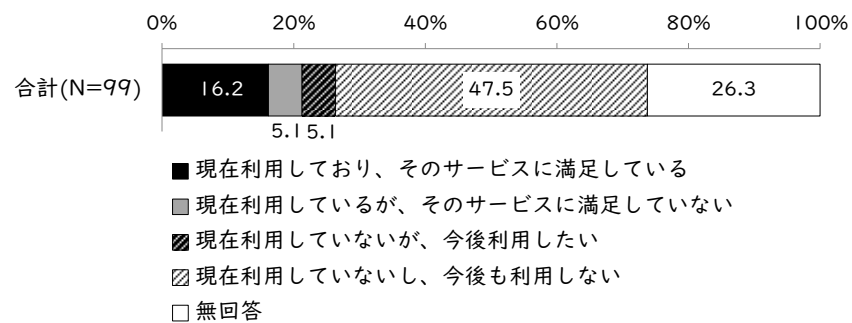 0% 20% 40% 60% 80% 100%
合計(N=99) 16.2 47.5 26.3
5.1 5.1
現在利用しており、そのサービスに満足している
現在利用しているが、そのサービスに満足していない
現在利用していないが、今後利用したい
現在利用していないし、今後も利用しない
無回答